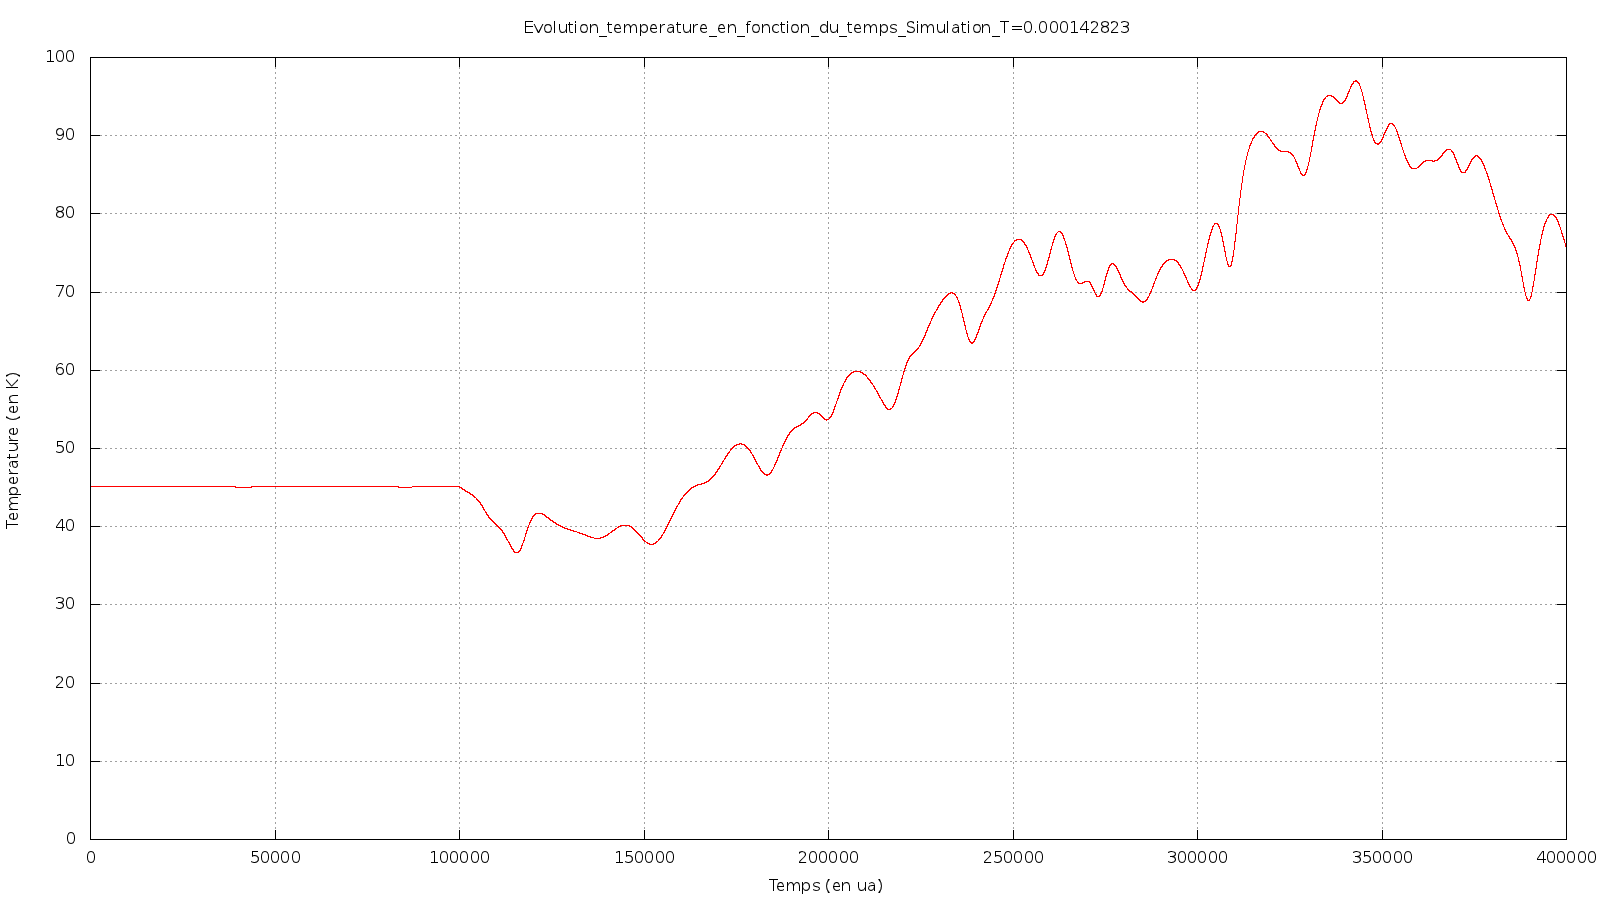 Evolution_temperature_en_fonction_du_temps_Simulation_T=0.000142823
100
90
80
70
60
50
40
30
20
10
0
Temperature (en K)
0 50000 100000 150000 200000 250000 300000 350000 400000
Temps (en ua)